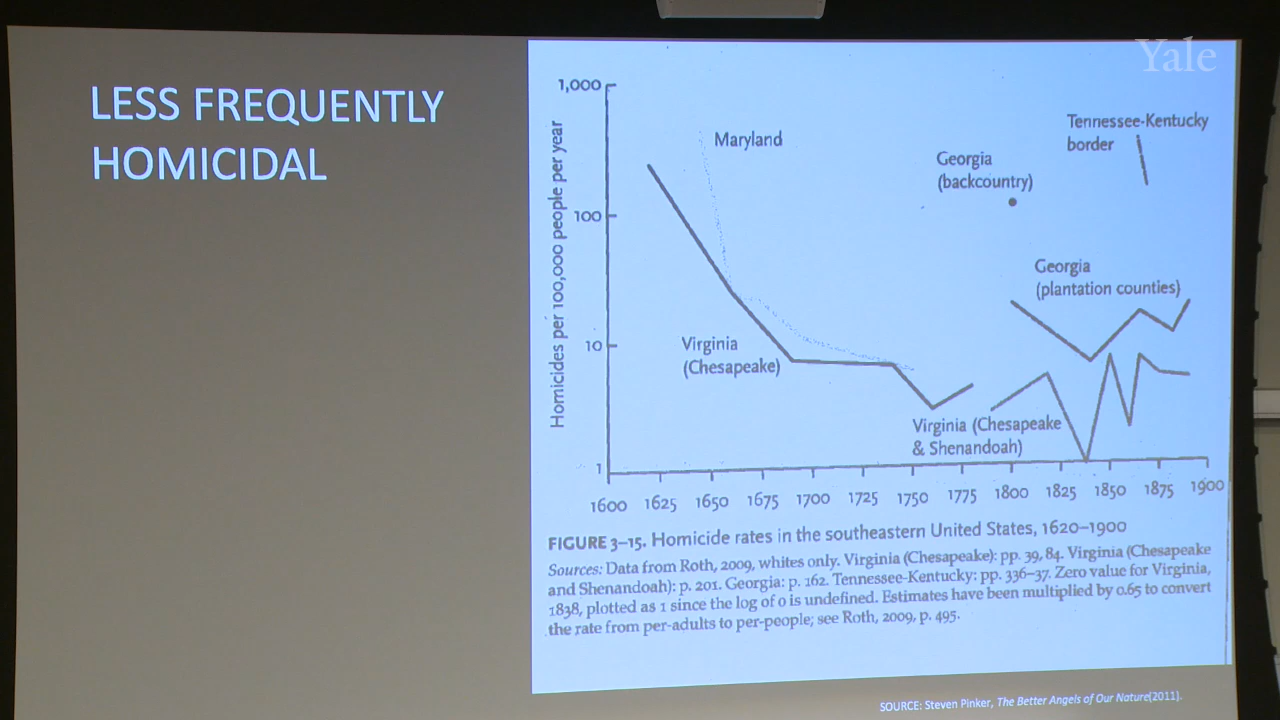 LESS FREQUENTLY
HOMICIDAL
Yale
1,000
100
10
1
Homicides per 100,000 people per year
Maryland
Virginia
(Chesapeake)
Georgia
(backcountry)
Tennessee-Kentucky
border
Georgia
(plantation counties)
Virginia (Chesapeake
& Shenandoah)
1600 1625 1650 1675 1700 1725 1750 1775 1800 1825 1850 1875 1900
FIGURE 3–15. Homicide rates in the southeastern United States, 1620–1900
Sources: Data from Roth, 2009, whites only. Virginia (Chesapeake): pp. 39, 84. Virginia (Chesapeake
and Shenandoah): p. 201. Georgia: p. 162. Tennessee-Kentucky: pp. 336–37. Zero value for Virginia,
1838, plotted as 1 since the log of 0 is undefined. Estimates have been multiplied by 0.65 to convert
the rate from per-adults to per-people; see Roth, 2009, p. 495.
SOURCE: Steven Pinker, The Better Angels of Our Nature(2011).